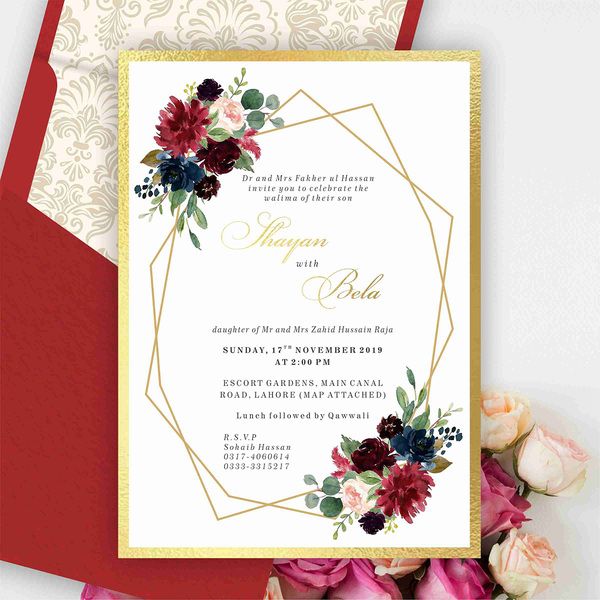 Dr and Mrs Fakher ul Hassan
invite you to celebrate the
walima of their son
Shayan
with
Bela
daughter of Mr and Mrs Zahid Hussain Raja
SUNDAY, 17TH NOVEMBER 2019
AT 2:00 PM
ESCORT GARDENS, MAIN CANAL
ROAD, LAHORE (MAP ATTACHED)
Lunch followed by Qawwali
R.S.V.P
Sohaib Hassan
0317-4060614
0333-3315217